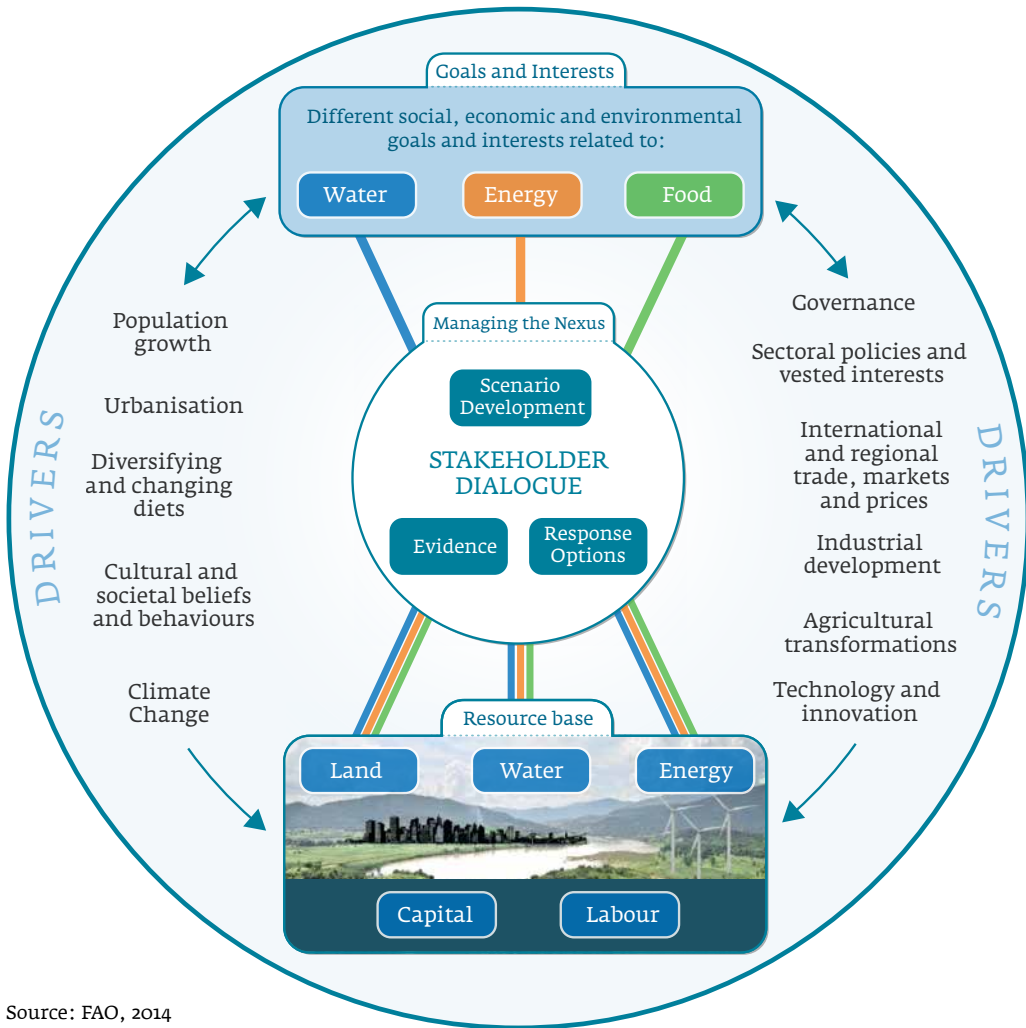 Goals and Interests
Different social, economic and environmental
goals and interests related to:
Water
Energy
Food
DRIVERS
Population
growth
Urbanisation
Diversifying
and changing
diets
Cultural and
societal beliefs
and behaviours
Climate
Change
Managing the Nexus
Scenario
Development
STAKEHOLDER
DIALOGUE
Evidence
Response
Options
Governance
Sectoral policies and
vested interests
International
and regional
trade, markets
and prices
Industrial
development
Agricultural
transformations
Technology and
innovation
DRIVERS
Resource base
Land
Water
Energy
Capital
Labour
Source: FAO, 2014